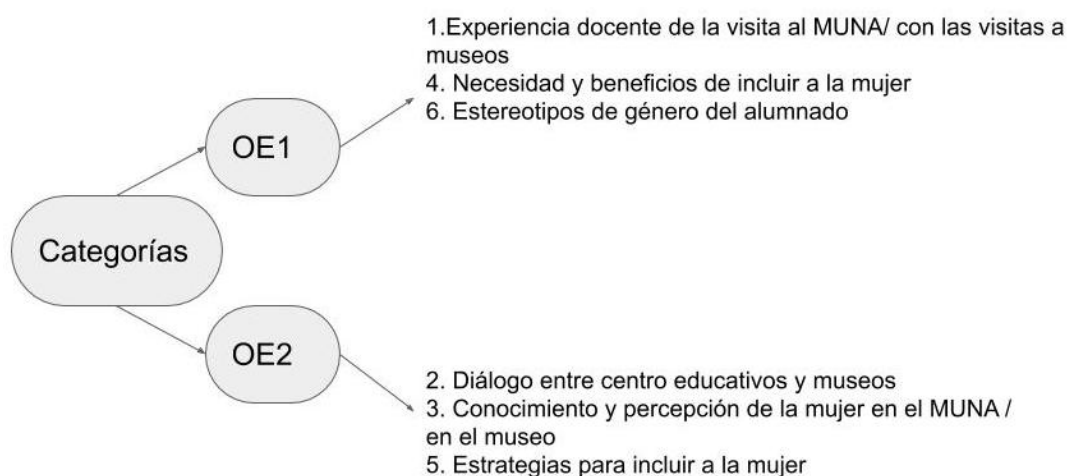 1.Experiencia docente de la visita al MUNA/ con las visitas a
museos
4. Necesidad y beneficios de incluir a la mujer
6. Estereotipos de género del alumnado
OE1
Categorías
OE2
2. Diálogo entre centro educativos y museos
3. Conocimiento y percepción de la mujer en el MUNA /
en el museo
5. Estrategias para incluir a la mujer